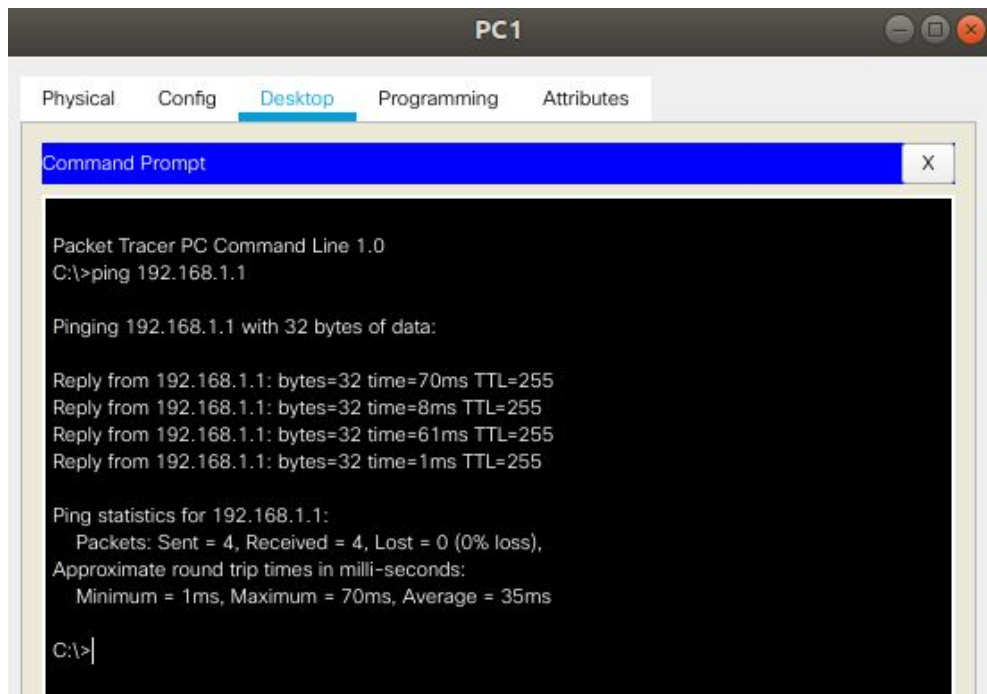 PC1
Physical Config Desktop Programming Attributes
Command Prompt X
Packet Tracer PC Command Line 1.0
C:\>ping 192.168.1.1
Pinging 192.168.1.1 with 32 bytes of data:
Reply from 192.168.1.1: bytes=32 time=70ms TTL=255
Reply from 192.168.1.1: bytes=32 time=8ms TTL=255
Reply from 192.168.1.1: bytes=32 time=61ms TTL=255
Reply from 192.168.1.1: bytes=32 time=1ms TTL=255
Ping statistics for 192.168.1.1:
Packets: Sent = 4, Received = 4, Lost = 0 (0% loss),
Approximate round trip times in milli-seconds:
Minimum = 1ms, Maximum = 70ms, Average = 35ms
C:\>